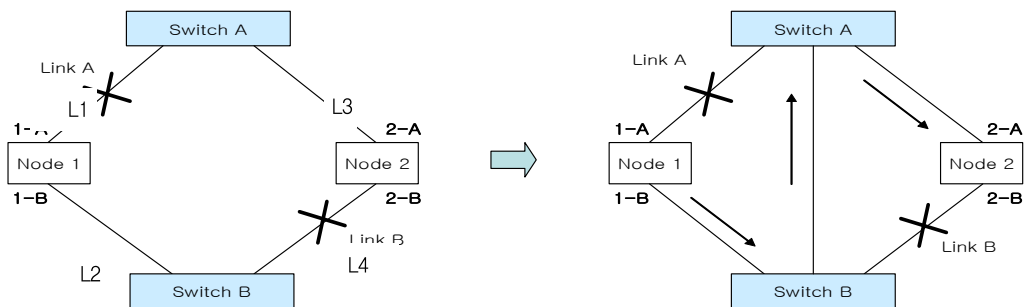 Switch A
Link A
L1
L3
2-A
Node 1
Node 2
1-B
2-B
Link B
L2
L4
Switch B
Switch A
Link A
1-A
2-A
Node 1
Node 2
1-B
2-B
Link B
Switch B